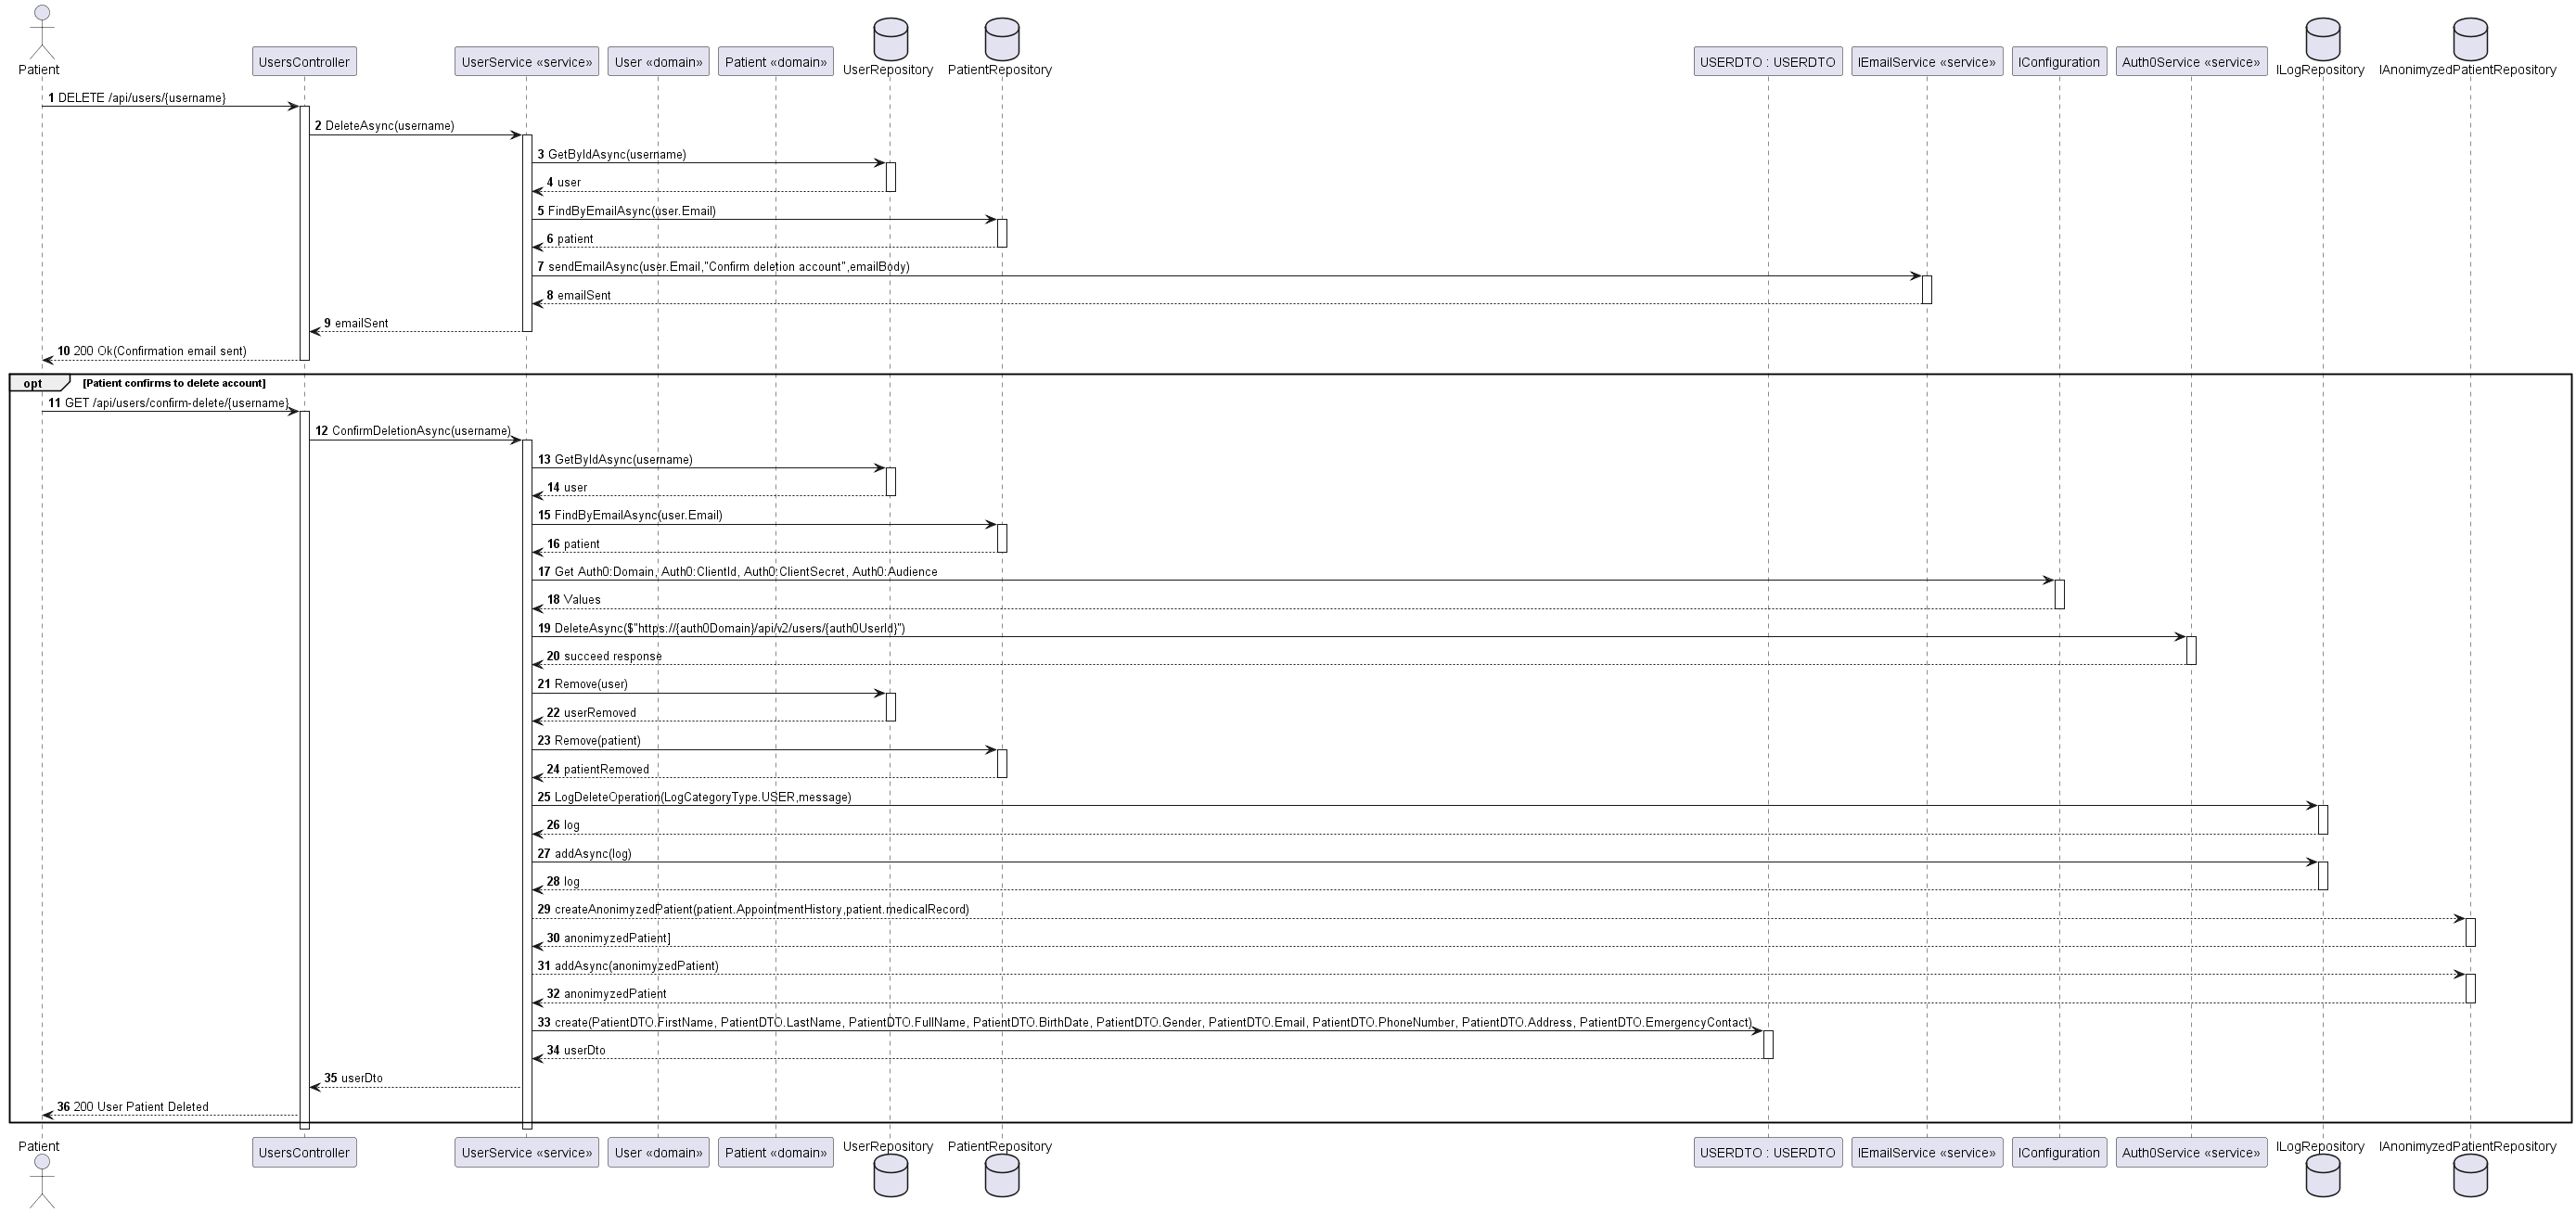 Patient
UsersController
UserService «service»
User «domain»
Patient «domain»
UserRepository
PatientRepository
USERDTO : USERDTO
IEmailService «service»
IConfiguration
Auth0Service «service»
ILogRepository
IAnonimyzedPatientRepository
1 DELETE /api/users/{username}
2 DeleteAsync(username)
3 GetByIdAsync(username)
4 user
5 FindByEmailAsync(user.Email)
6 patient
7 sendEmailAsync(user.Email,"Confirm deletion account",emailBody)
8 emailSent
9 emailSent
10 200 Ok(Confirmation email sent)
opt [Patient confirms to delete account]
11 GET /api/users/confirm-delete/{username}
12 ConfirmDeletionAsync(username)
13 GetByIdAsync(username)
14 user
15 FindByEmailAsync(user.Email)
16 patient
17 Get Auth0:Domain, Auth0:ClientId, Auth0:ClientSecret, Auth0:Audience
18 Values
19 DeleteAsync($"https://{auth0Domain}/api/v2/users/{auth0UserId}")
20 succeed response
21 Remove(user)
22 userRemoved
23 Remove(patient)
24 patientRemoved
25 LogDeleteOperation(LogCategoryType.USER,message)
26 log
27 addAsync(log)
28 log
29 createAnonimyzedPatient(patient.AppointmentHistory,patient.medicalRecord)
30 anonimyzedPatient]
31 addAsync(anonimyzedPatient)
32 anonimyzedPatient
33 create(PatientDTO.FirstName, PatientDTO.LastName, PatientDTO.FullName, PatientDTO.BirthDate, PatientDTO.Gender, PatientDTO.Email, PatientDTO.PhoneNumber, PatientDTO.Address, PatientDTO.EmergencyContact)
34 userDto
35 userDto
36 200 User Patient Deleted
Patient
UsersController
UserService «service»
User «domain»
Patient «domain»
UserRepository
PatientRepository
USERDTO : USERDTO
IEmailService «service»
IConfiguration
Auth0Service «service»
ILogRepository
IAnonimyzedPatientRepository